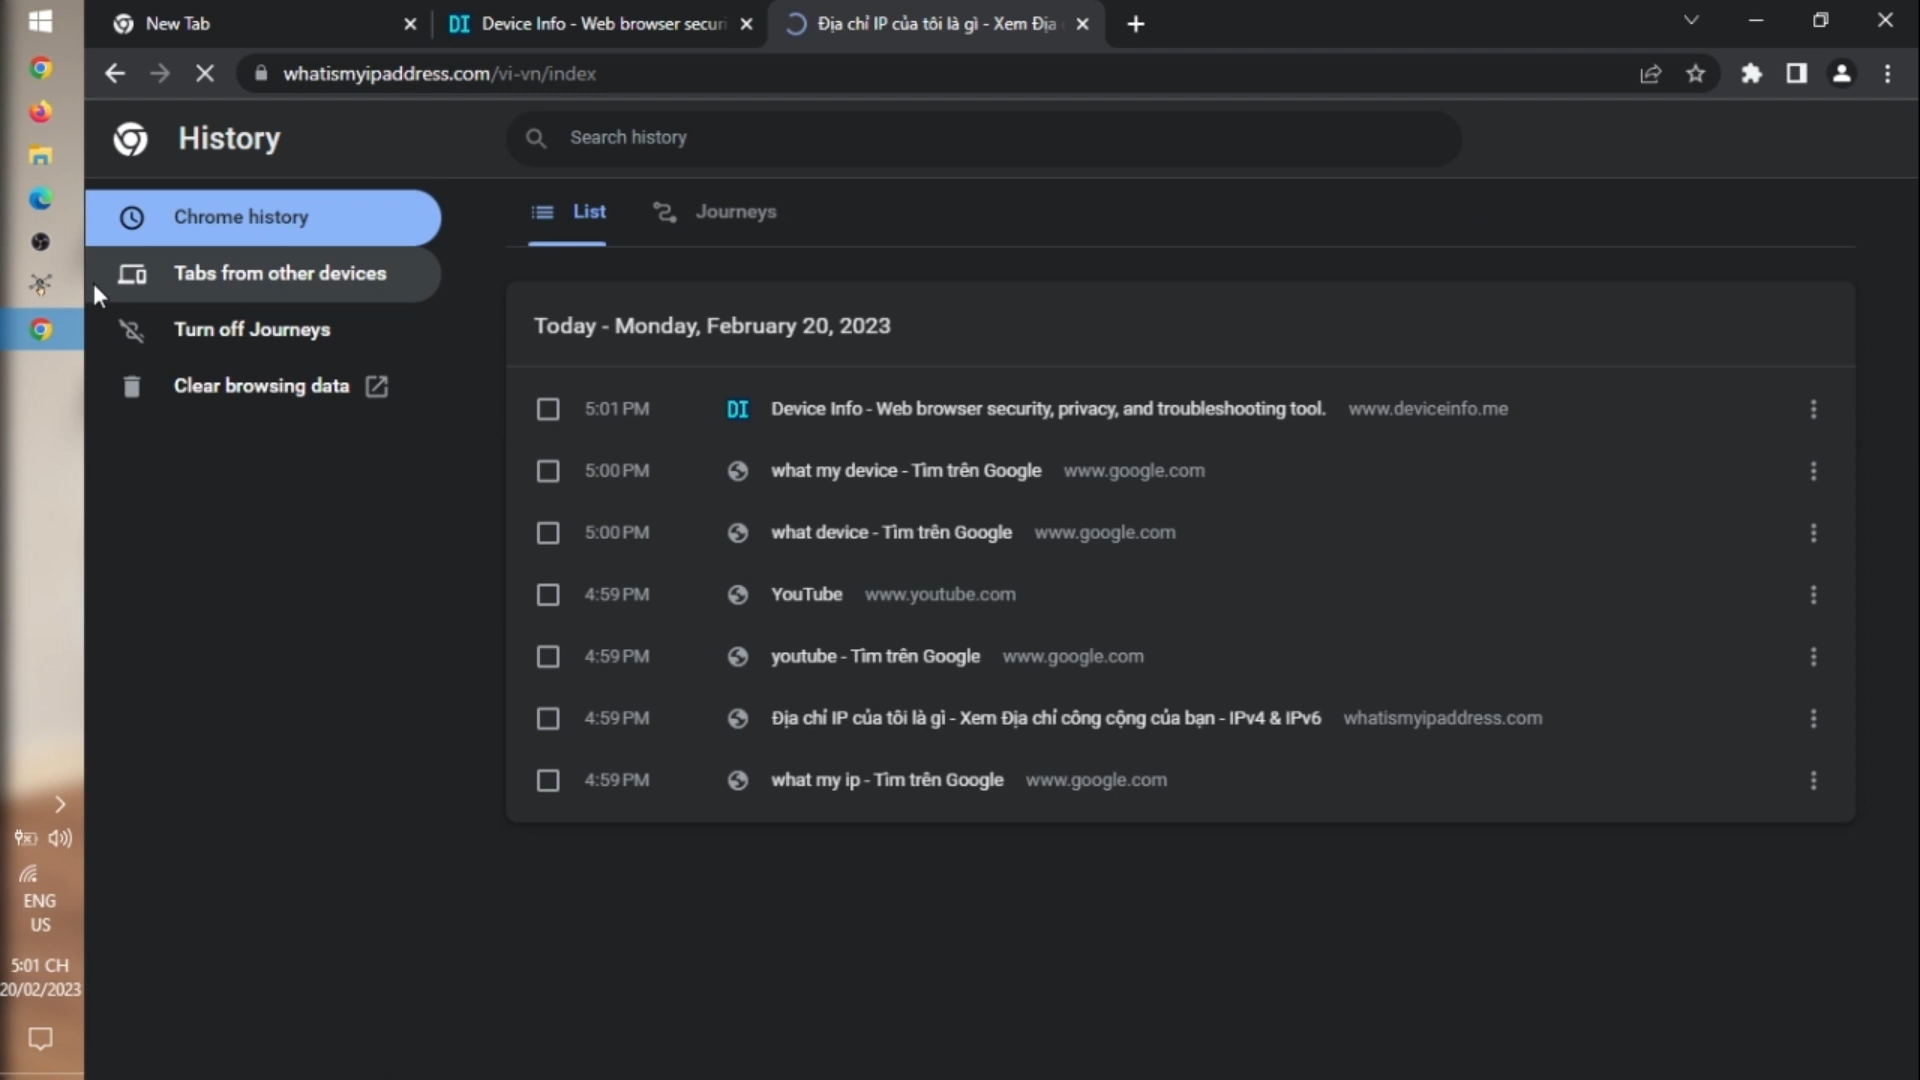 New Tab
DI Device Info - Web browser securi
Địa chỉ IP của tôi là gì - Xem Địa
whatismyipaddress.com/vi-vn/index
History
Search history
Chrome history
Tabs from other devices
Turn off Journeys
Clear browsing data
List
Journeys
Today - Monday, February 20, 2023
5:01 PM DI Device Info - Web browser security, privacy, and troubleshooting tool. www.deviceinfo.me
5:00 PM what my device - Tìm trên Google www.google.com
5:00 PM what device - Tìm trên Google www.google.com
4:59 PM YouTube www.youtube.com
4:59 PM youtube - Tìm trên Google www.google.com
4:59 PM Địa chỉ IP của tôi là gì - Xem Địa chỉ công cộng của bạn - IPv4 & IPv6 whatismyipaddress.com
4:59 PM what my ip - Tìm trên Google www.google.com
ENG
US
5:01 CH
20/02/2023